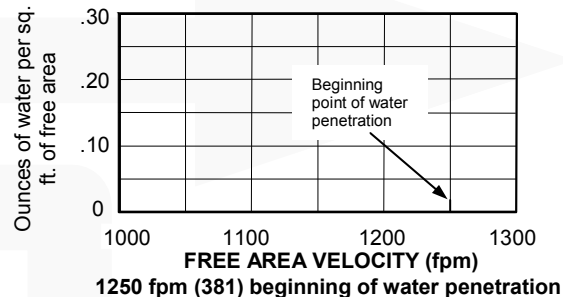 Ounces of water per sq.
ft. of free area
.30
.20
.10
0
Beginning
point of water
penetration
1000 1100 1200 1300
FREE AREA VELOCITY (fpm)
1250 fpm (381) beginning of water penetration